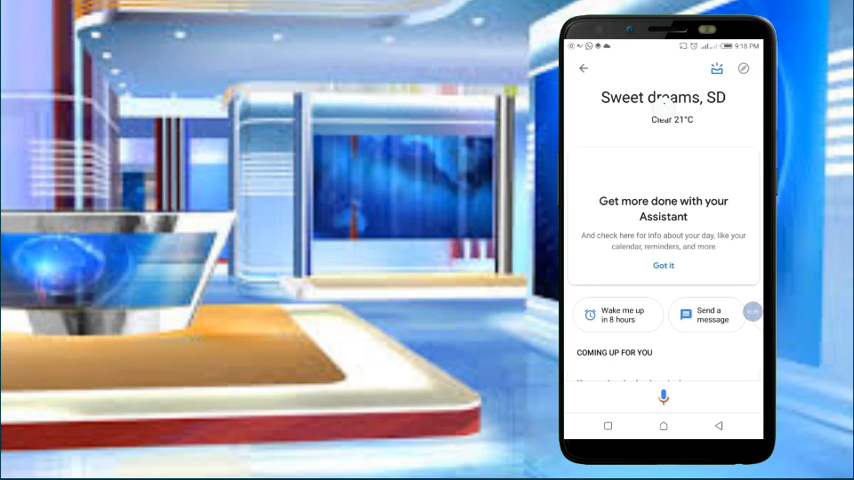 9:18 PM
Sweet dreams, SD
Clear 21°C
Get more done with your
Assistant
And check here for info about your day, like your
calendar, reminders, and more
Got it
Wake me up
in 8 hours
Send a
message
COMING UP FOR YOU